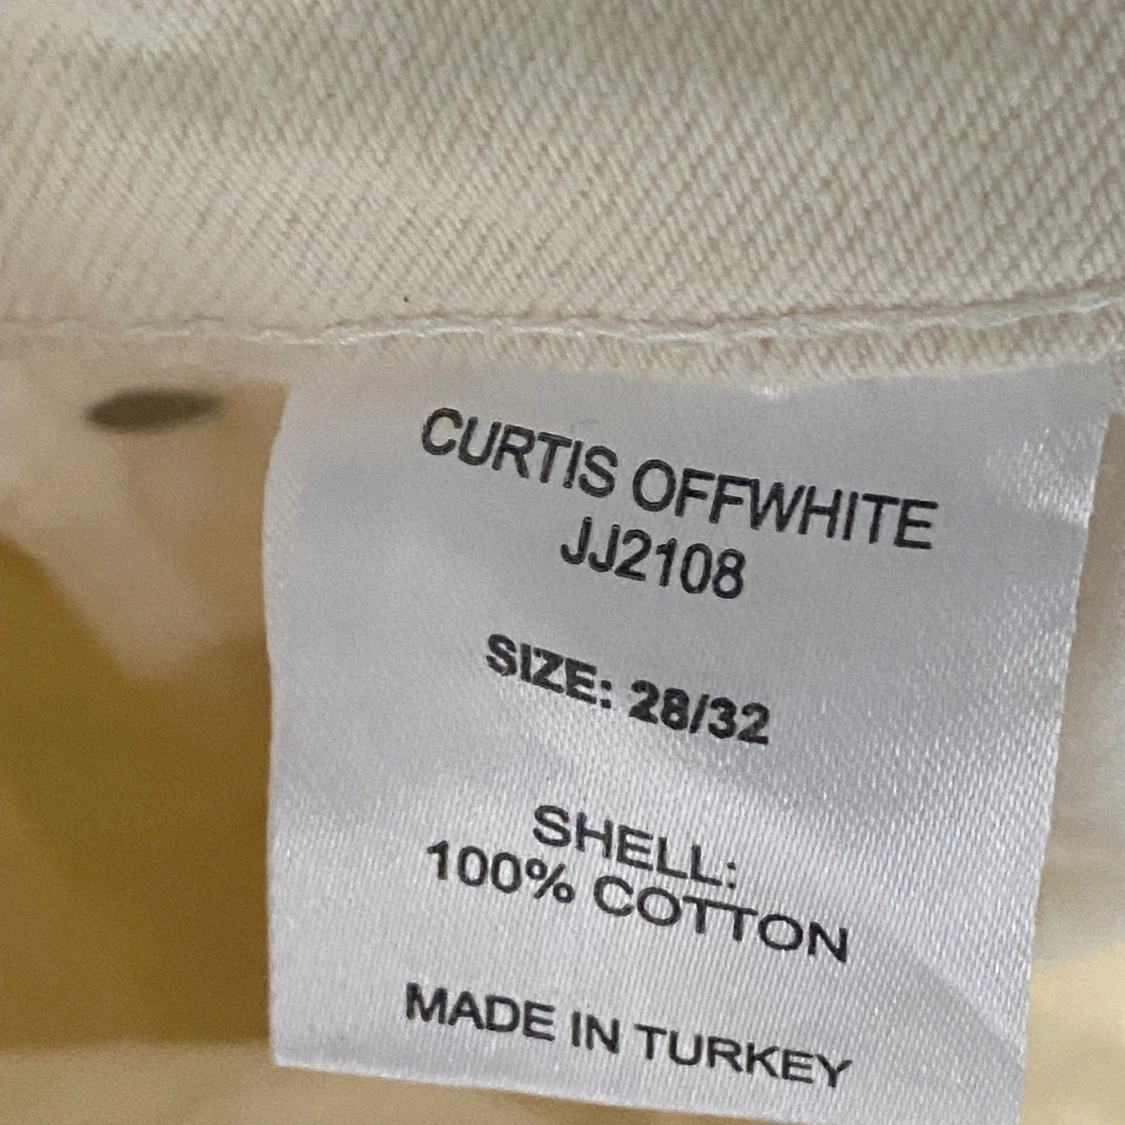 CURTIS OFFWHITE
JJ2108
SIZE: 28/32
SHELL:
100% COTTON
MADE IN TURKEY